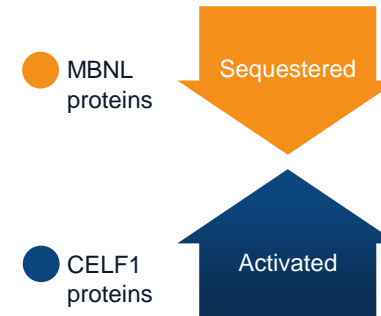 MBNL
proteins
Sequestered
CELF1
proteins
Activated